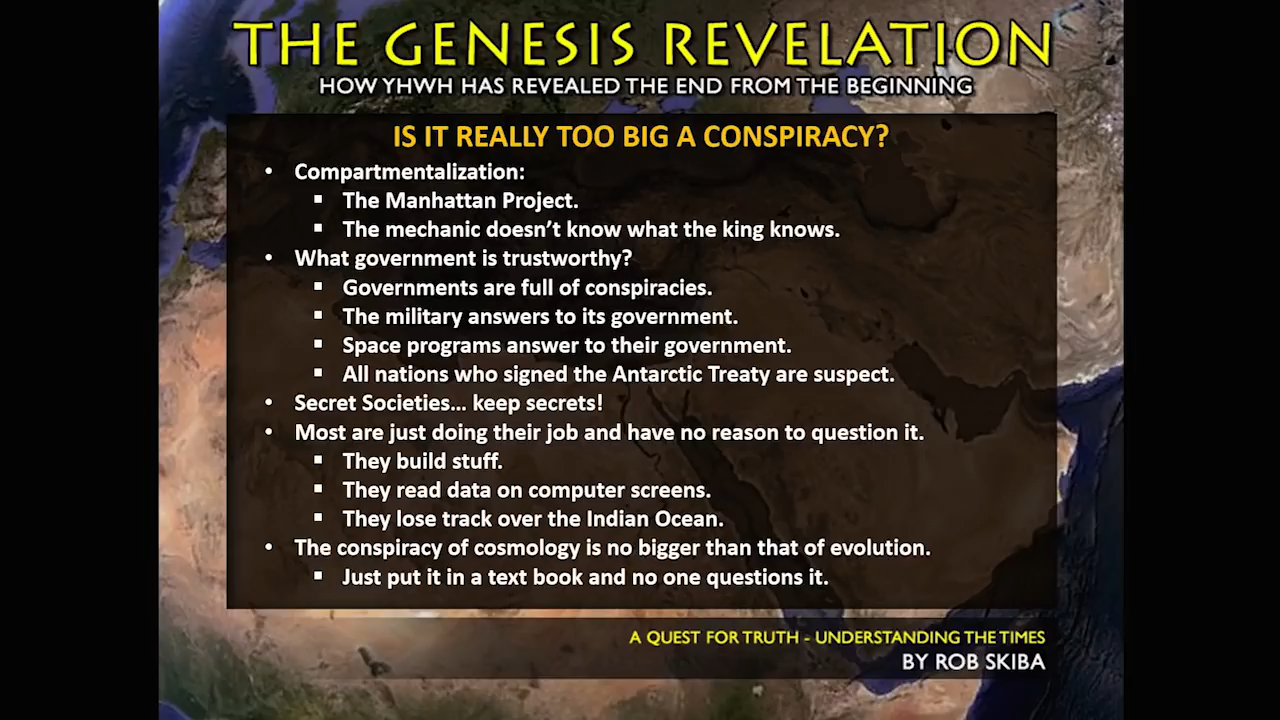 THE GENESIS REVELATION
HOW YHWH HAS REVEALED THE END FROM THE BEGINNING
IS IT REALLY TOO BIG A CONSPIRACY?
• Compartmentalization:
▪ The Manhattan Project.
▪ The mechanic doesn’t know what the king knows.
• What government is trustworthy?
▪ Governments are full of conspiracies.
▪ The military answers to its government.
▪ Space programs answer to their government.
▪ All nations who signed the Antarctic Treaty are suspect.
• Secret Societies... keep secrets!
• Most are just doing their job and have no reason to question it.
▪ They build stuff.
▪ They read data on computer screens.
▪ They lose track over the Indian Ocean.
• The conspiracy of cosmology is no bigger than that of evolution.
▪ Just put it in a text book and no one questions it.
A QUEST FOR TRUTH - UNDERSTANDING THE TIMES
BY ROB SKIBA